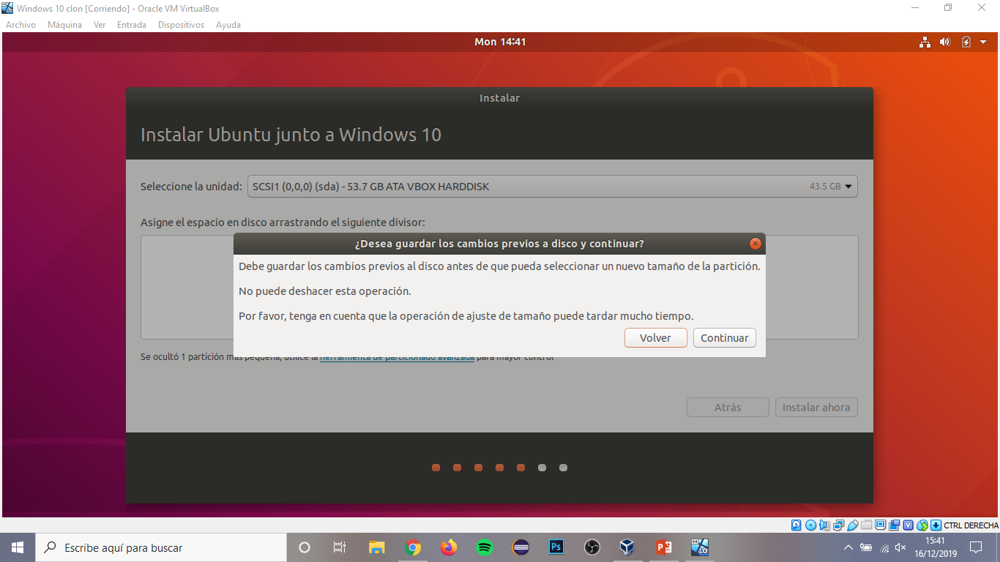 Windows 10 clon [Corriendo] - Oracle VM VirtualBox
Archivo Máquina Ver Entrada Dispositivos Ayuda
Mon 14:41
Instalar
Instalar Ubuntu junto a Windows 10
Seleccione la unidad: SCSI1 (0,0,0) (sda) - 53.7 GB ATA VBOX HARDDISK 43.5 GB
Asigne el espacio en disco arrastrando el siguiente divisor:
¿Desea guardar los cambios previos a disco y continuar?
Debe guardar los cambios previos al disco antes de que pueda seleccionar un nuevo tamaño de la partición.
No puede deshacer esta operación.
Por favor, tenga en cuenta que la operación de ajuste de tamaño puede tardar mucho tiempo.
Volver Continuar
Se ocultó 1 partición más pequeña, utilice la herramienta de particionado avanzada para mayor control
Atrás Instalar ahora
CTRL DERECHA
Escribe aquí para buscar
Ps
15:41
16/12/2019